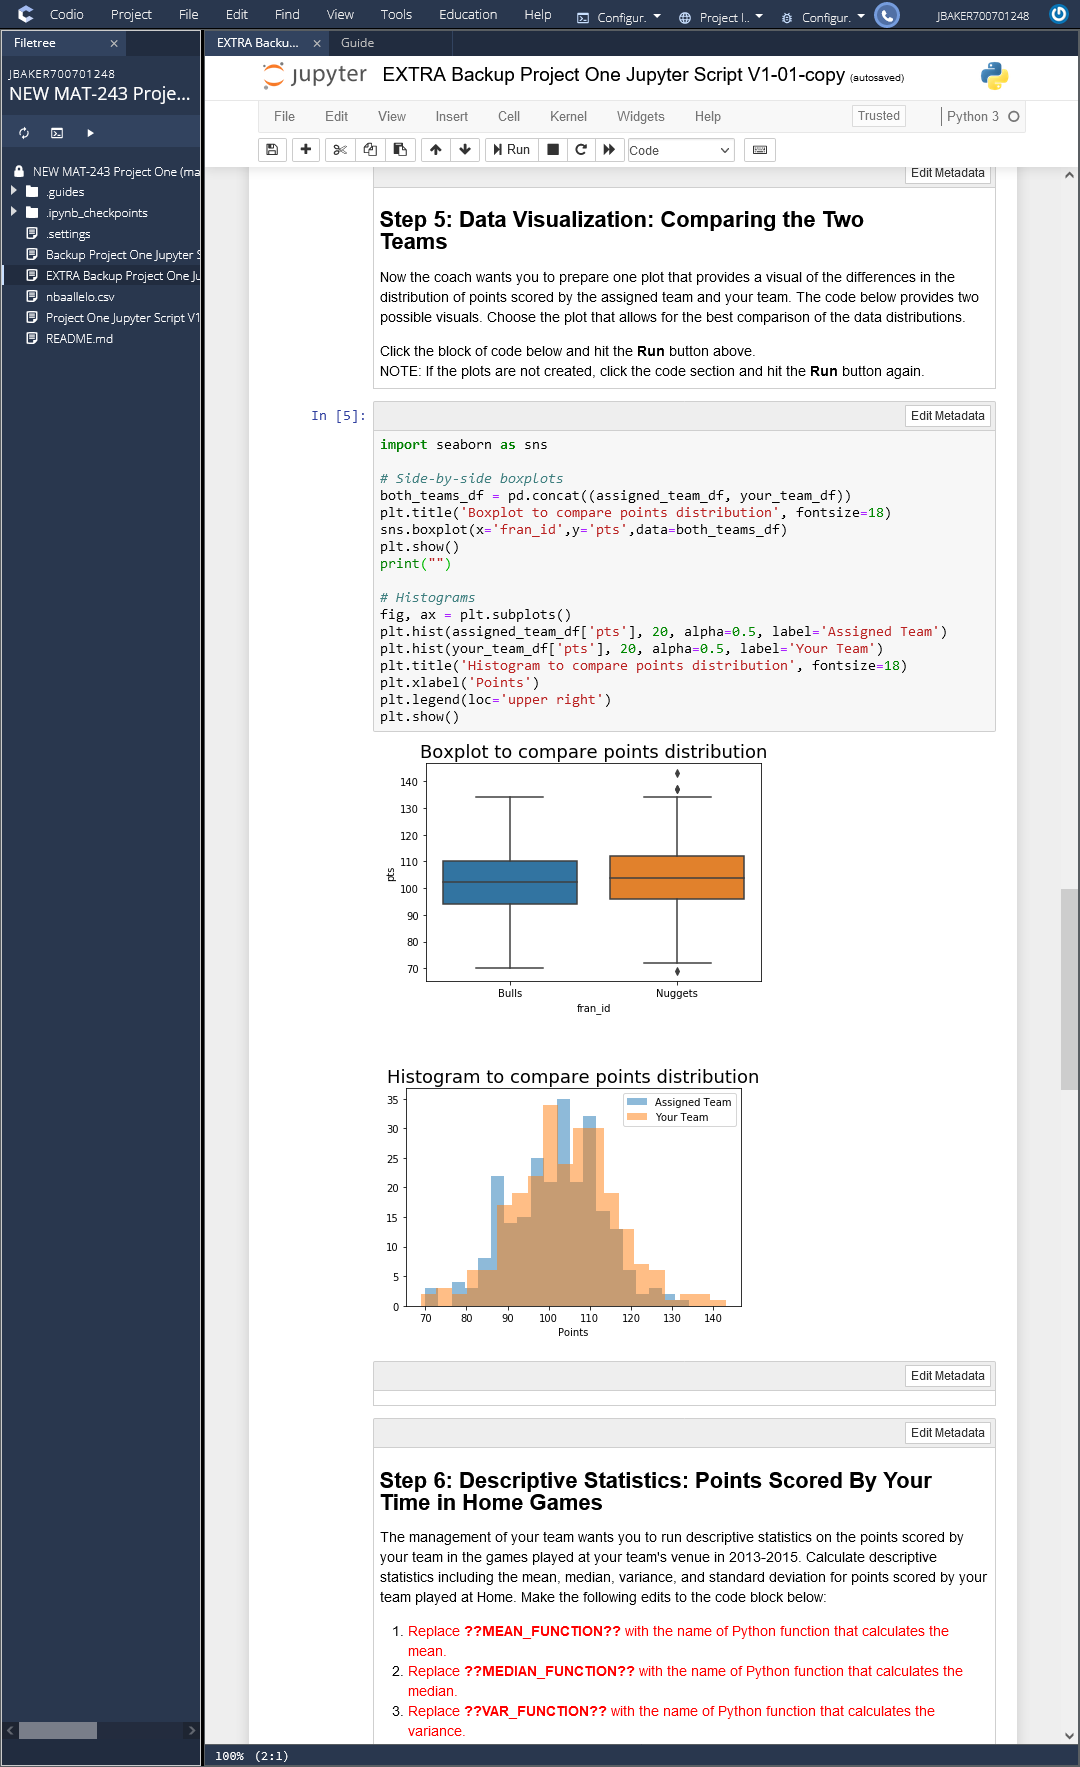 Codio Project File Edit Find View Tools Education Help Configur. Project I.. Configur. JBAKER700701248
Filetree ×
JBAKER700701248
NEW MAT-243 Proje...
NEW MAT-243 Project One (ma
.guides
.ipynb_checkpoints
.settings
Backup Project One Jupyter S
EXTRA Backup Project One Ju
nbaallelo.csv
Project One Jupyter Script V1
README.md
EXTRA Backu... × Guide
jupyter EXTRA Backup Project One Jupyter Script V1-01-copy (autosaved)
File Edit View Insert Cell Kernel Widgets Help Trusted Python 3
Run Code
Edit Metadata
Step 5: Data Visualization: Comparing the Two
Teams
Now the coach wants you to prepare one plot that provides a visual of the differences in the
distribution of points scored by the assigned team and your team. The code below provides two
possible visuals. Choose the plot that allows for the best comparison of the data distributions.
Click the block of code below and hit the Run button above.
NOTE: If the plots are not created, click the code section and hit the Run button again.
In [5]:
Edit Metadata
import seaborn as sns
# Side-by-side boxplots
both_teams_df = pd.concat((assigned_team_df, your_team_df))
plt.title('Boxplot to compare points distribution', fontsize=18)
sns.boxplot(x='fran_id',y='pts',data=both_teams_df)
plt.show()
print("")
# Histograms
fig, ax = plt.subplots()
plt.hist(assigned_team_df['pts'], 20, alpha=0.5, label='Assigned Team')
plt.hist(your_team_df['pts'], 20, alpha=0.5, label='Your Team')
plt.title('Histogram to compare points distribution', fontsize=18)
plt.xlabel('Points')
plt.legend(loc='upper right')
plt.show()
Boxplot to compare points distribution
140
130
120
110
100
90
80
70
pts
Bulls Nuggets
fran_id
Histogram to compare points distribution
Assigned Team
Your Team
35
30
25
20
15
10
5
0
70 80 90 100 110 120 130 140
Points
Edit Metadata
Edit Metadata
Step 6: Descriptive Statistics: Points Scored By Your
Time in Home Games
The management of your team wants you to run descriptive statistics on the points scored by
your team in the games played at your team's venue in 2013-2015. Calculate descriptive
statistics including the mean, median, variance, and standard deviation for points scored by your
team played at Home. Make the following edits to the code block below:
1. Replace ??MEAN_FUNCTION?? with the name of Python function that calculates the
mean.
2. Replace ??MEDIAN_FUNCTION?? with the name of Python function that calculates the
median.
3. Replace ??VAR_FUNCTION?? with the name of Python function that calculates the
variance.
100% (2:1)